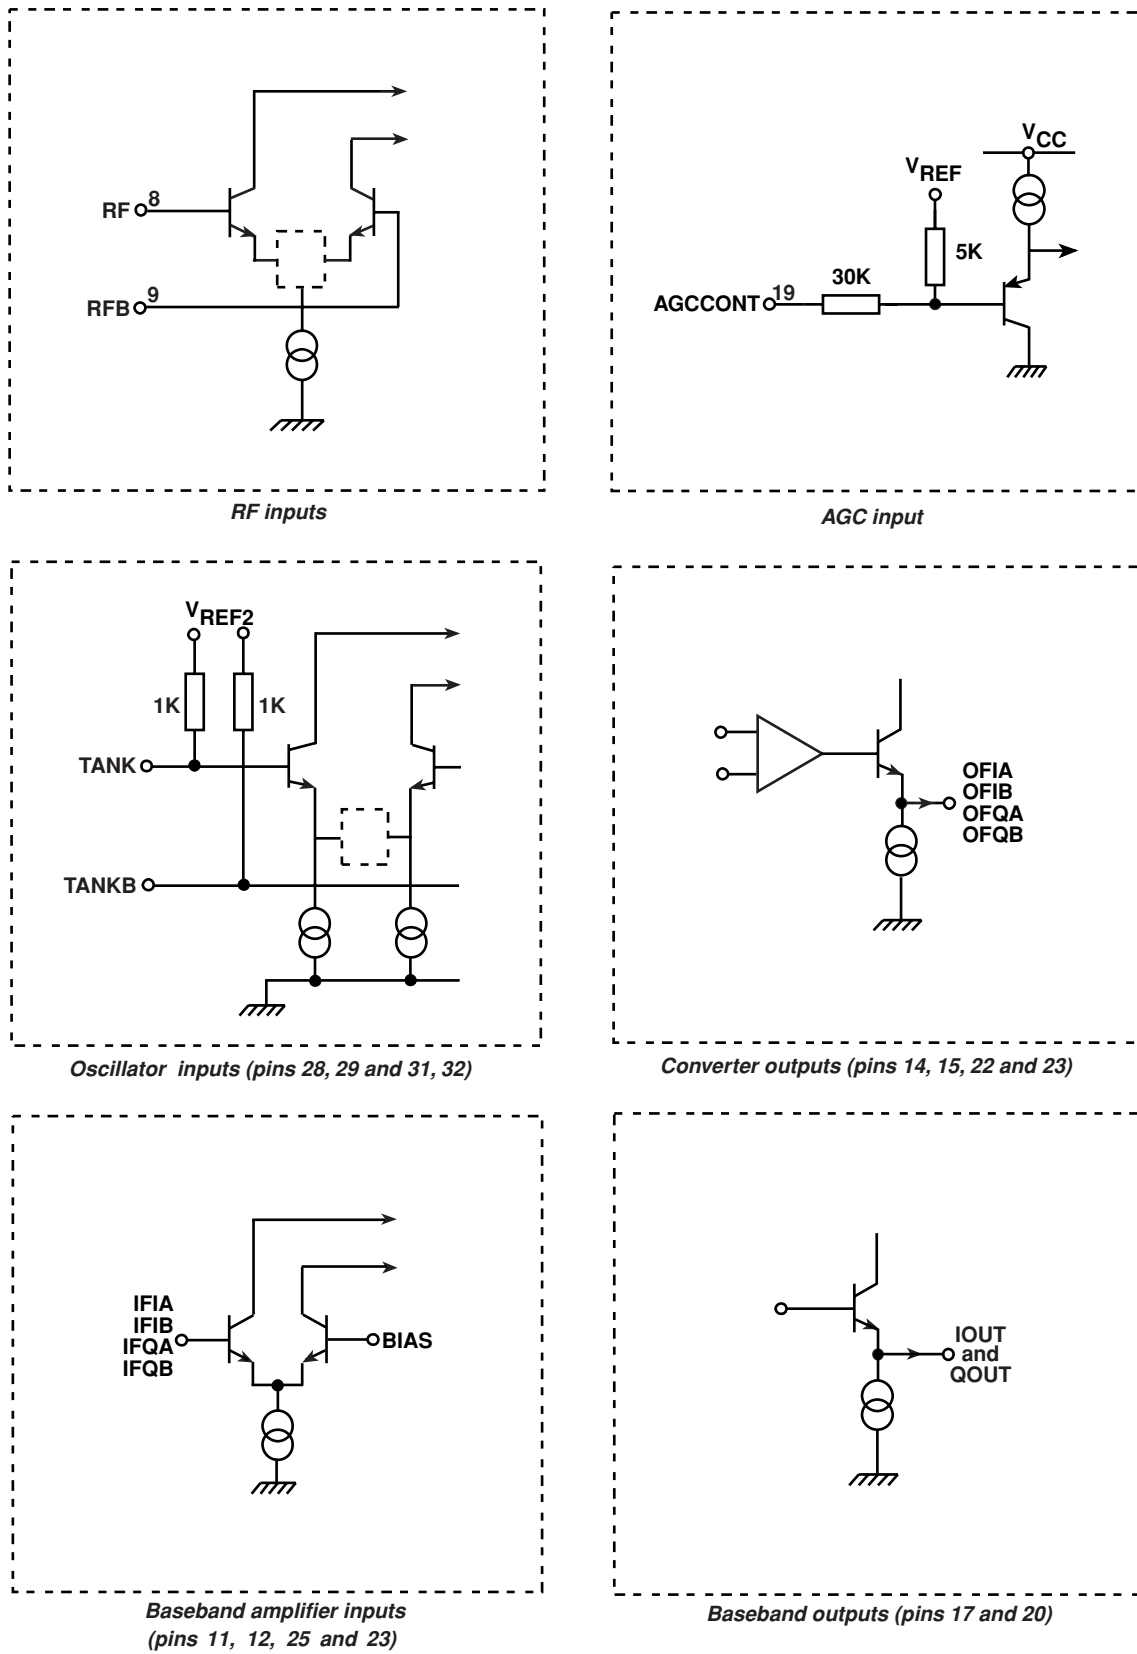 RF 8
RFB 9
RF inputs
VCC
VREF
5K
30K
AGCCONT 19
AGC input
VREF2
1K 1K
TANK
TANKB
Oscillator inputs (pins 28, 29 and 31, 32)
OFIA
OFIB
OFQA
OFQB
Converter outputs (pins 14, 15, 22 and 23)
IFIA
IFIB
IFQA
IFQB
BIAS
Baseband amplifier inputs
(pins 11, 12, 25 and 23)
IOUT
and
QOUT
Baseband outputs (pins 17 and 20)